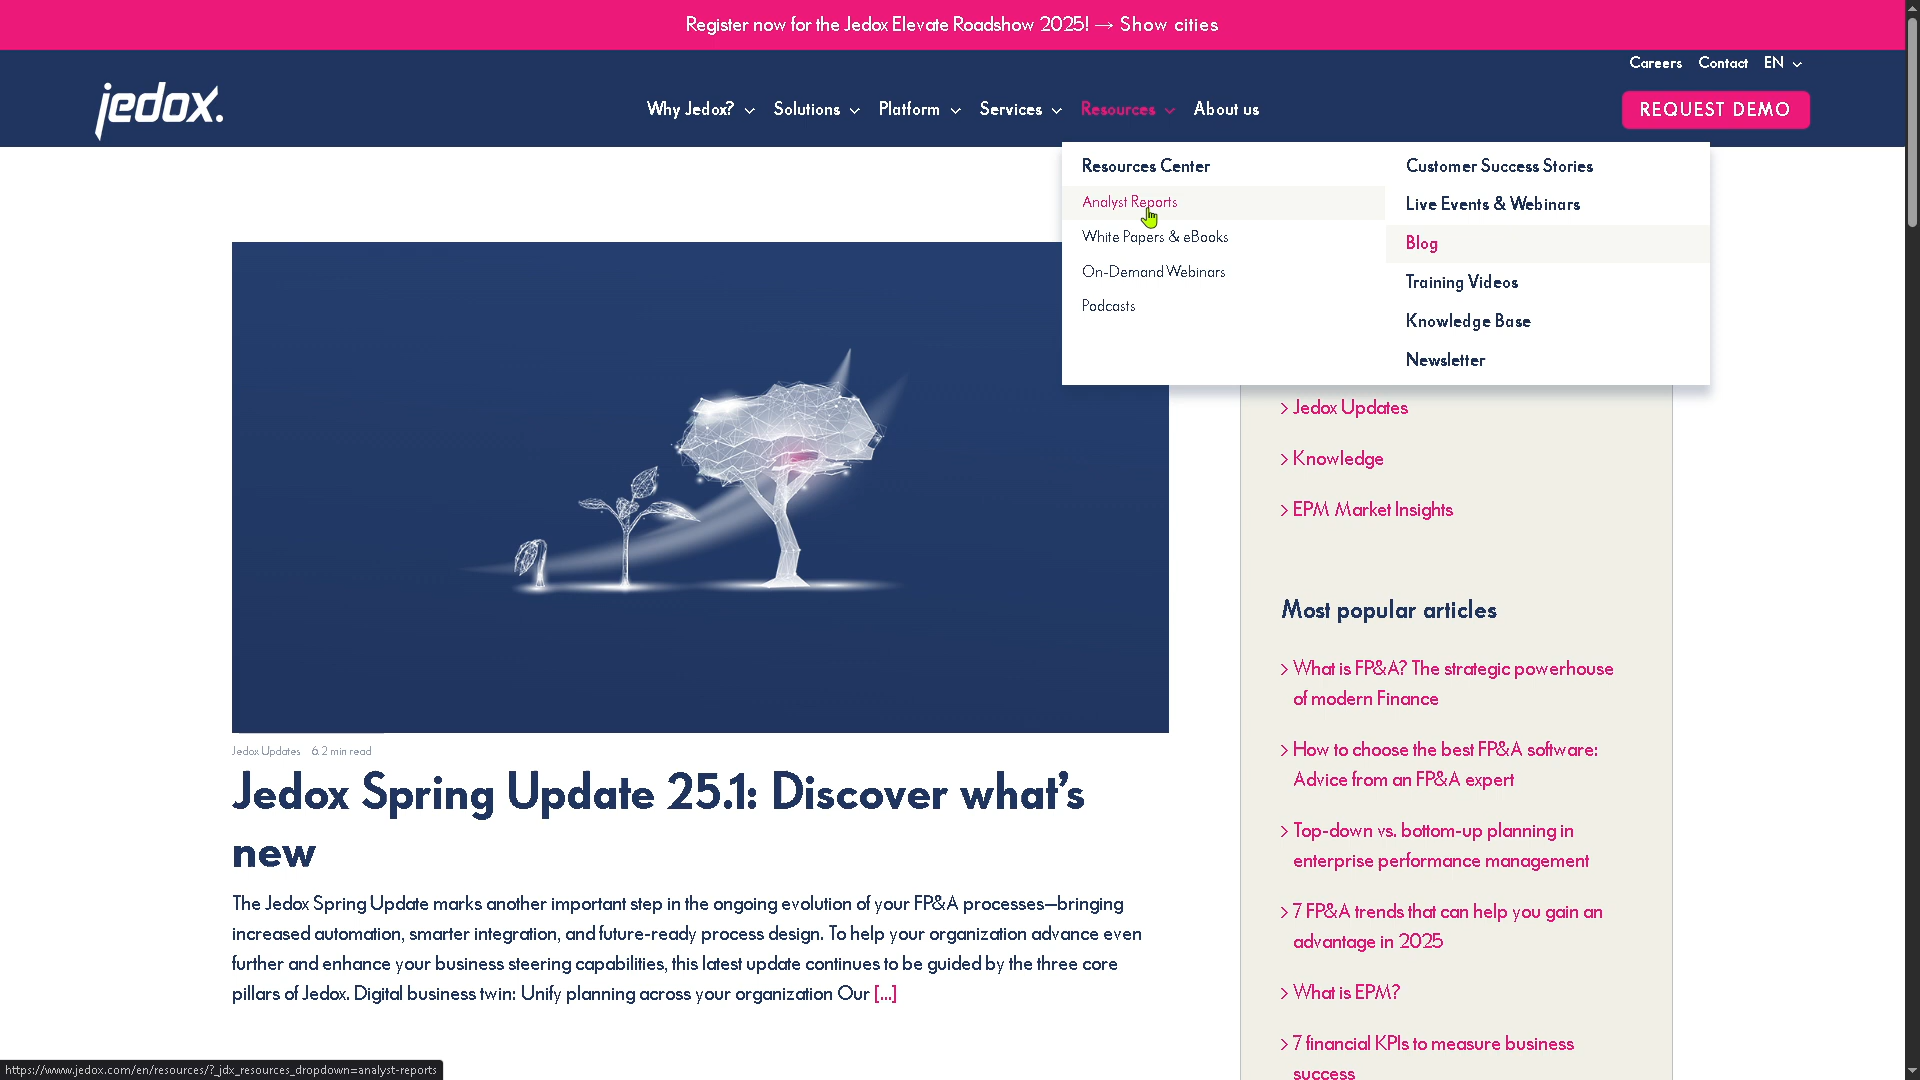 Register now for the Jedox Elevate Roadshow 2025! → Show cities
Careers Contact EN
jedox.
Why Jedox? Solutions Platform Services Resources About us
REQUEST DEMO
Resources Center
Analyst Reports
White Papers & eBooks
On-Demand Webinars
Podcasts
Customer Success Stories
Live Events & Webinars
Blog
Training Videos
Knowledge Base
Newsletter
Jedox Updates
Knowledge
EPM Market Insights
Most popular articles
What is FP&A? The strategic powerhouse
of modern Finance
How to choose the best FP&A software:
Advice from an FP&A expert
Top-down vs. bottom-up planning in
enterprise performance management
7 FP&A trends that can help you gain an
advantage in 2025
What is EPM?
7 financial KPIs to measure business
success
Jedox Updates 6.2 min read
Jedox Spring Update 25.1: Discover what’s
new
The Jedox Spring Update marks another important step in the ongoing evolution of your FP&A processes—bringing
increased automation, smarter integration, and future-ready process design. To help your organization advance even
further and enhance your business steering capabilities, this latest update continues to be guided by the three core
pillars of Jedox. Digital business twin: Unify planning across your organization Our [...]
https://www.jedox.com/en/resources/?_jdx_resources_dropdown=analyst-reports